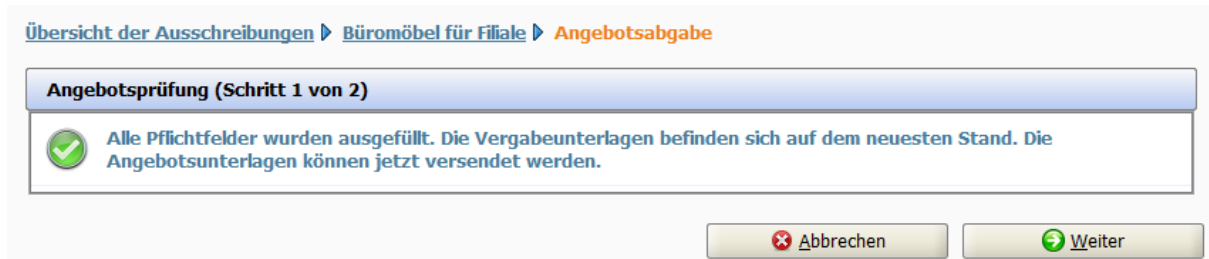 Übersicht der Ausschreibungen Büromöbel für Filiale Angebotsabgabe
Angebotsprüfung (Schritt 1 von 2)
Alle Pflichtfelder wurden ausgefüllt. Die Vergabeunterlagen befinden sich auf dem neuesten Stand. Die
Angebotsunterlagen können jetzt versendet werden.
Abbrechen Weiter